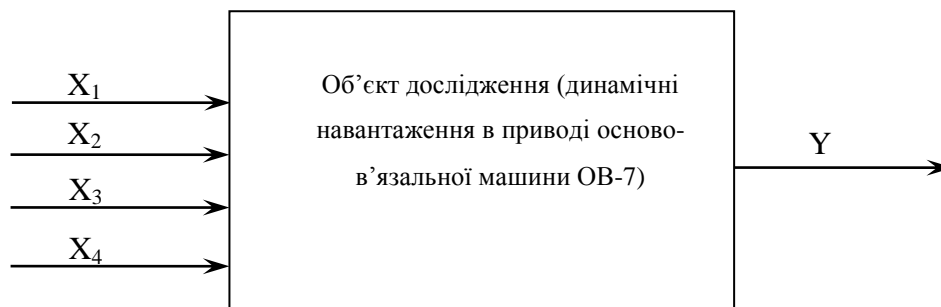 X1
X2
X3
X4
Об’єкт дослідження (динамічні
навантаження в приводі осново-
в’язальної машини ОВ-7)
Y